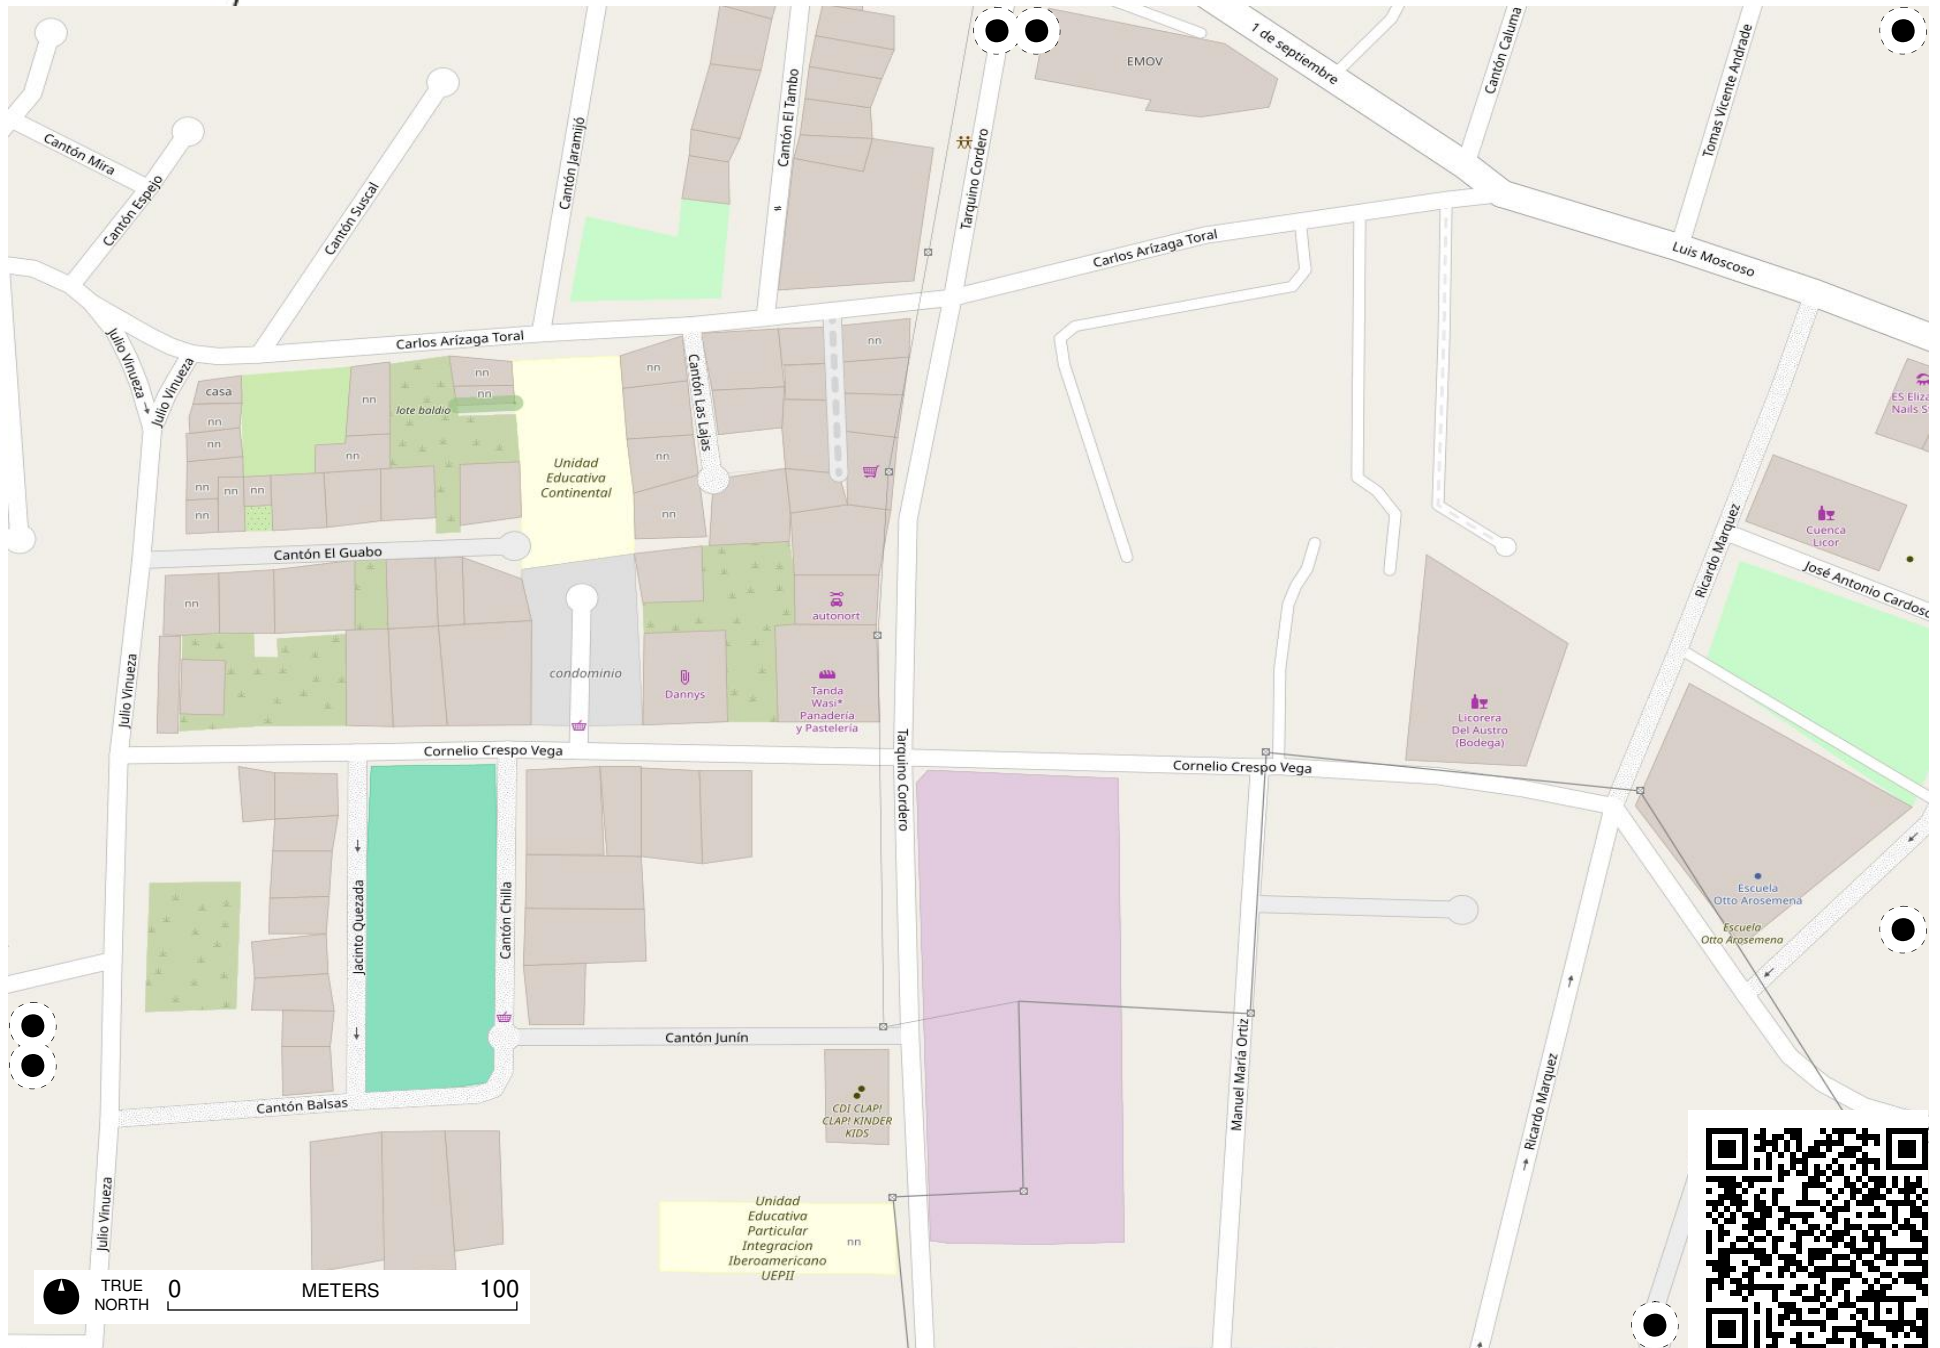 1 de septiembre
Cantón Caluma
Tomas Vicente Andrade
EMOV
Cantón El Tambo
Cantón Jaramijó
Tarquino Cordero
Cantón Mira
Cantón Espejo
Cantón Suscal
Carlos Arízaga Toral
Luis Moscoso
Carlos Arízaga Toral
Julio Vinueza
Julio Vinueza
casa
nn
nn
nn
nn
nn
nn
nn
nn
nn
nn
nn
lote baldio
Cantón Las Lajas
nn
nn
nn
nn
Unidad
Educativa
Continental
Cantón El Guabo
nn
Ricardo Marquez
Cuenca
Licor
José Antonio Cardoso
autonort
condominio
Dannys
Tanda
Wasi*
Panadería
y Pastelería
Licorera
Del Austro
(Bodega)
Julio Vinueza
Cornelio Crespo Vega
Tarquino Cordero
Cornelio Crespo Vega
Jacinto Quezada
Cantón Chilla
Escuela
Otto Arosemena
Escuela
Otto Arosemena
Cantón Junín
Manuel María Ortiz
Ricardo Marquez
Cantón Balsas
CDI CLAP!
CLAP! KINDER
KIDS
Julio Vinueza
Unidad
Educativa
Particular
Integracion
Iberoamericano
UEPII
nn
TRUE
NORTH
0 METERS 100